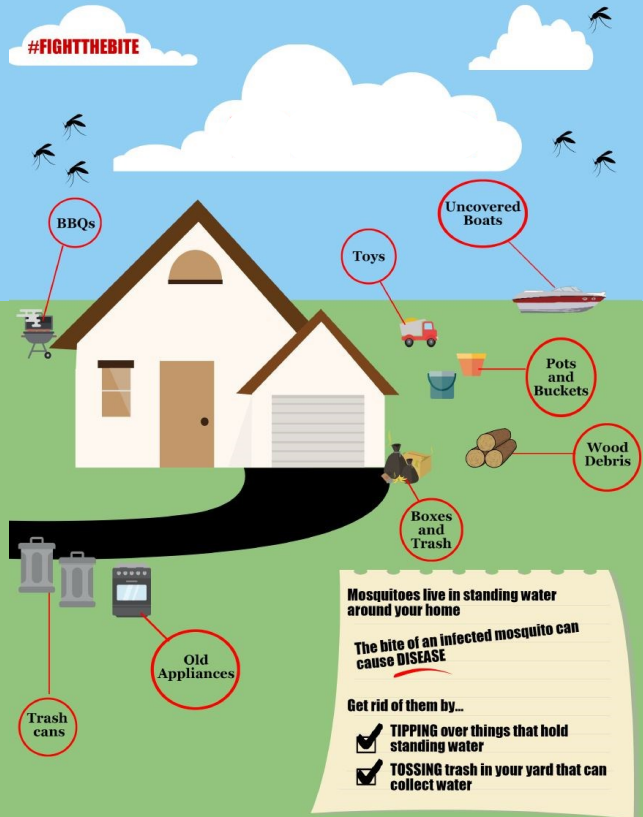 #FIGHTTHEBITE
BBQs
Uncovered
Boats
Toys
Pots
and
Buckets
Wood
Debris
Boxes
and
Trash
Old
Appliances
Trash
cans
Mosquitoes live in standing water
around your home
The bite of an infected mosquito can
cause DISEASE
Get rid of them by...
TIPPING over things that hold
standing water
TOSSING trash in your yard that can
collect water